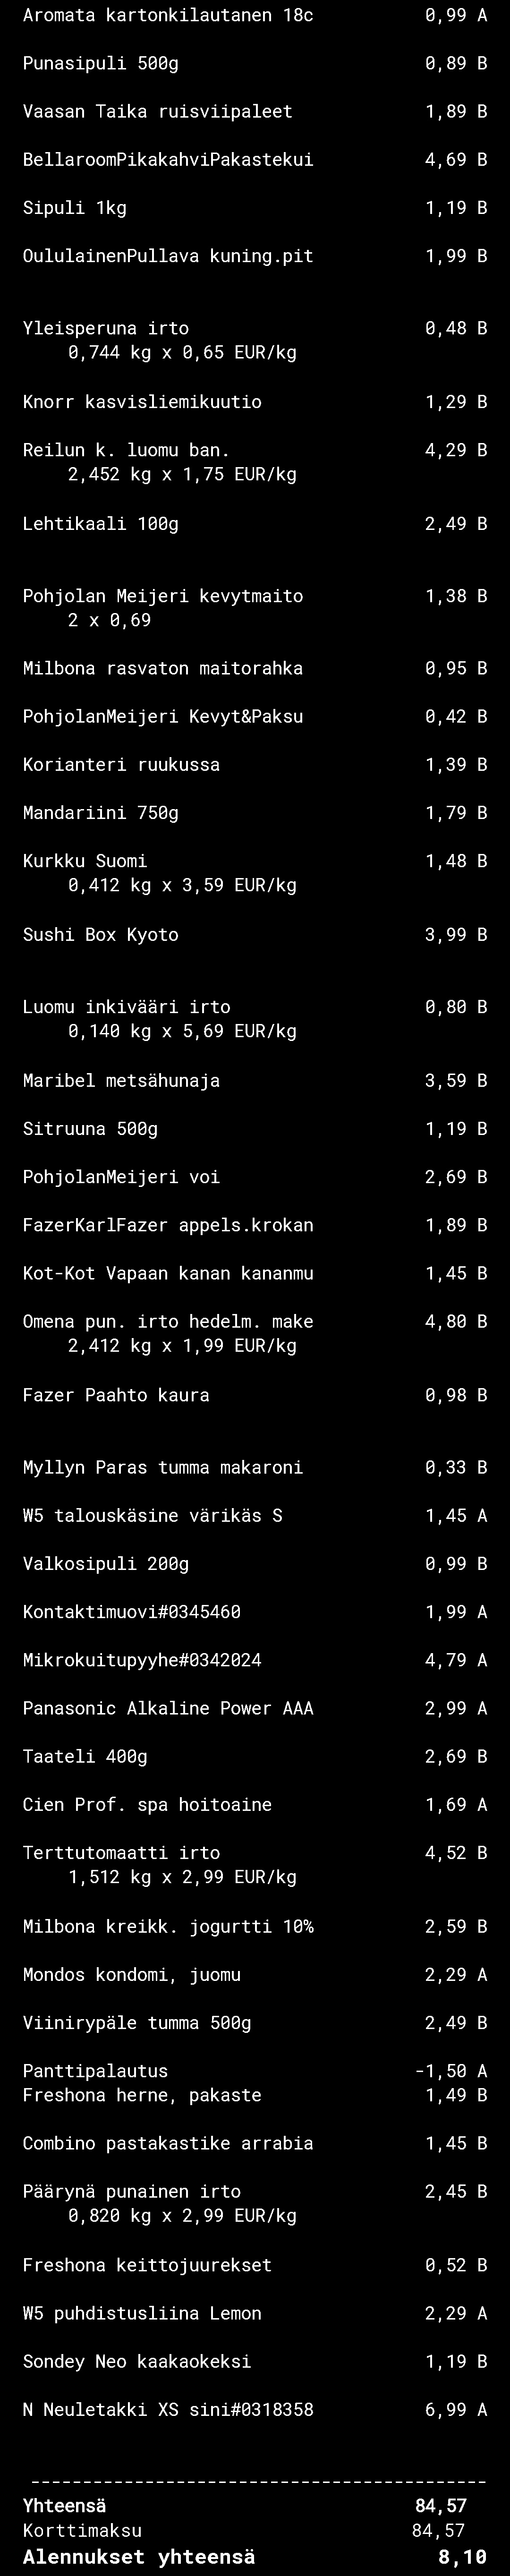 Aromata kartonkilautanen 18c 0,99 A
Punasipuli 500g 0,89 B
Vaasan Taika ruisviipaleet 1,89 B
BellaroomPikakahviPakastekui 4,69 B
Sipuli 1kg 1,19 B
OululainenPullava kuning.pit 1,99 B
Yleisperuna irto 0,48 B
0,744 kg x 0,65 EUR/kg
Knorr kasvisliemikuutio 1,29 B
Reilun k. luomu ban. 4,29 B
2,452 kg x 1,75 EUR/kg
Lehtikaali 100g 2,49 B
Pohjolan Meijeri kevytmaito 1,38 B
2 x 0,69
Milbona rasvaton maitorahka 0,95 B
PohjolanMeijeri Kevyt&Paksu 0,42 B
Korianteri ruukussa 1,39 B
Mandariini 750g 1,79 B
Kurkku Suomi 1,48 B
0,412 kg x 3,59 EUR/kg
Sushi Box Kyoto 3,99 B
Luomu inkivääri irto 0,80 B
0,140 kg x 5,69 EUR/kg
Maribel metsähunaja 3,59 B
Sitruuna 500g 1,19 B
PohjolanMeijeri voi 2,69 B
FazerKarlFazer appels.krokan 1,89 B
Kot-Kot Vapaan kanan kananmu 1,45 B
Omena pun. irto hedelm. make 4,80 B
2,412 kg x 1,99 EUR/kg
Fazer Paahto kaura 0,98 B
Myllyn Paras tumma makaroni 0,33 B
W5 talouskäsine värikäs S 1,45 A
Valkosipuli 200g 0,99 B
Kontaktimuovi#0345460 1,99 A
Mikrokuitupyyhe#0342024 4,79 A
Panasonic Alkaline Power AAA 2,99 A
Taateli 400g 2,69 B
Cien Prof. spa hoitoaine 1,69 A
Terttutomaatti irto 4,52 B
1,512 kg x 2,99 EUR/kg
Milbona kreikk. jogurtti 10% 2,59 B
Mondos kondomi, juomu 2,29 A
Viinirypäle tumma 500g 2,49 B
Panttipalautus -1,50 A
Freshona herne, pakaste 1,49 B
Combino pastakastike arrabia 1,45 B
Päärynä punainen irto 2,45 B
0,820 kg x 2,99 EUR/kg
Freshona keittojuurekset 0,52 B
W5 puhdistusliina Lemon 2,29 A
Sondey Neo kaakaokeksi 1,19 B
N Neuletakki XS sini#0318358 6,99 A
--------------------------------------------
Yhteensä 84,57
Korttimaksu 84,57
Alennukset yhteensä 8,10